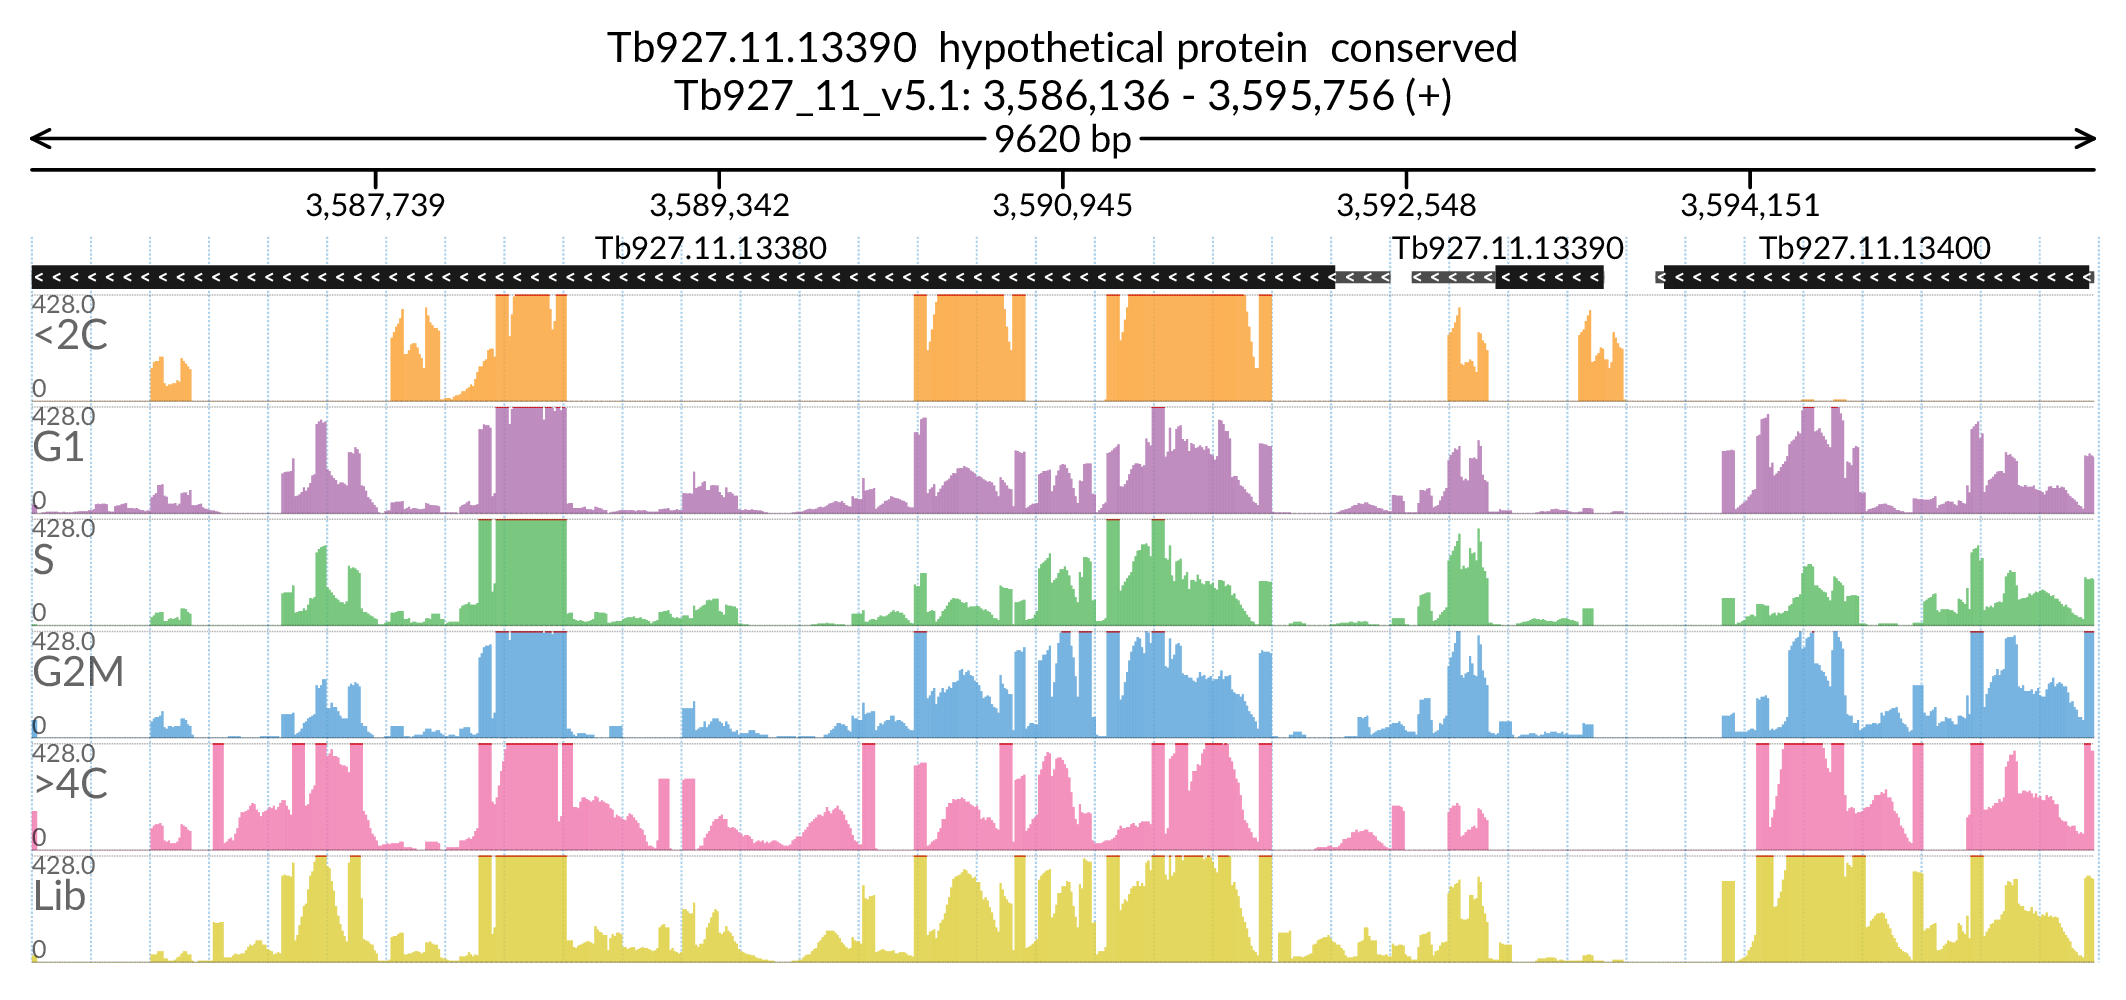 Tb927.11.13390  hypothetical protein  conserved
Tb927_11_v5.1: 3,586,136 - 3,595,756 (+)
9620 bp
3,587,739 3,589,342 3,590,945 3,592,548 3,594,151
Tb927.11.13380 Tb927.11.13390 Tb927.11.13400
428.0
<2C
0
428.0
G1
0
428.0
S
0
428.0
G2M
0
428.0
>4C
0
428.0
Lib
0